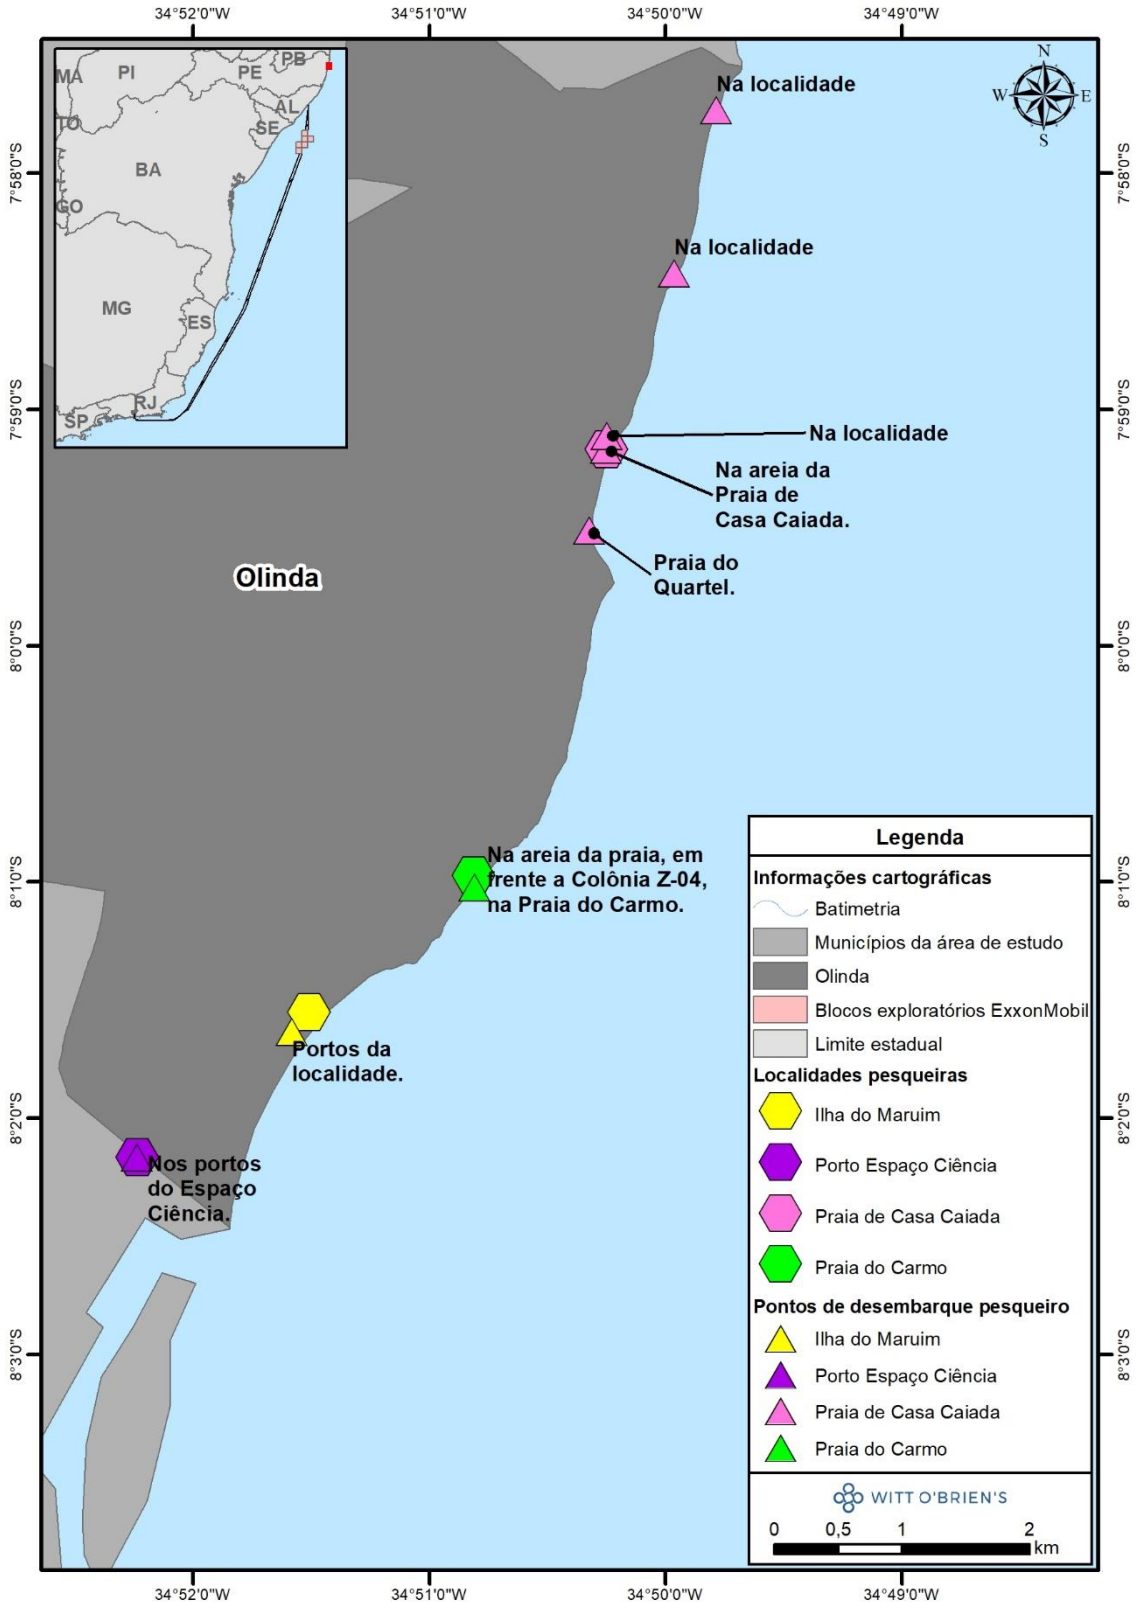 34°52'0"W
34°51'0"W
34°50'0"W
34°49'0"W
MA
PI
PE
PB
AL
TO
SE
BA
GO
MG
ES
RJ
SP
N
W
E
S
7°58'0"S
7°58'0"S
7°59'0"S
7°59'0"S
8°0'0"S
8°0'0"S
8°1'0"S
8°1'0"S
8°2'0"S
8°2'0"S
8°3'0"S
8°3'0"S
Na localidade
Na localidade
Na localidade
Na areia da
Praia de
Casa Caiada.
Praia do
Quartel.
Olinda
Na areia da praia, em
frente a Colônia Z-04,
na Praia do Carmo.
Portos da
localidade.
Nos portos
do Espaço
Ciência.
Legenda
Informações cartográficas
Batimetria
Municípios da área de estudo
Olinda
Blocos exploratórios ExxonMobil
Limite estadual
Localidades pesqueiras
Ilha do Maruim
Porto Espaço Ciência
Praia de Casa Caiada
Praia do Carmo
Pontos de desembarque pesqueiro
Ilha do Maruim
Porto Espaço Ciência
Praia de Casa Caiada
Praia do Carmo
WITT O'BRIEN'S
0 0,5 1 2
km
34°52'0"W
34°51'0"W
34°50'0"W
34°49'0"W